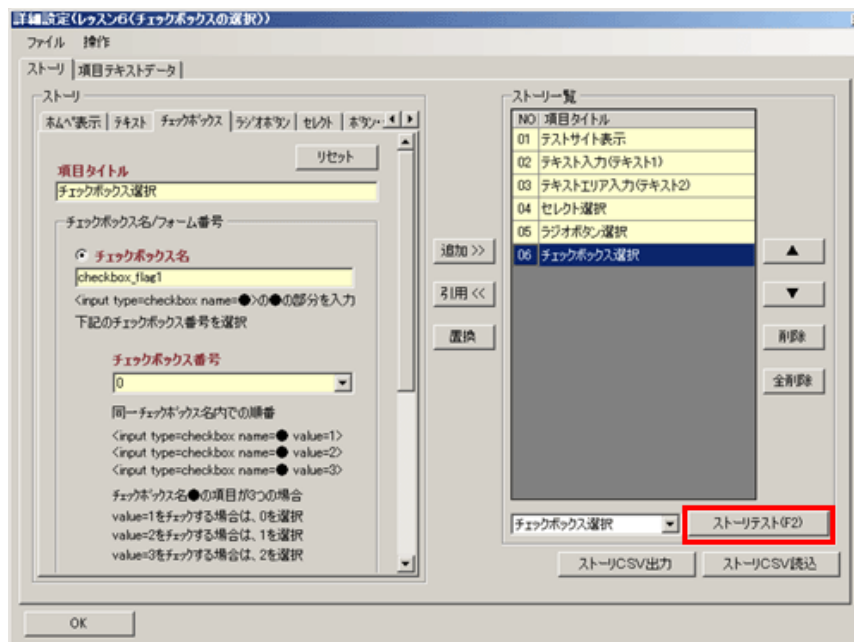 詳細設定(レッスン6(チェックボックスの選択))
ファイル 操作
ストーリ 項目テキストデータ
ストーリ
ホムペ表示 テキスト チェックボックス ラジオボタン セレクト ボタン・
リセット
項目タイトル
チェックボックス選択
チェックボックス名/フォーム番号
チェックボックス名
checkbox_flag1
<input type=checkbox name=●>の●の部分を入力
下記のチェックボックス番号を選択
チェックボックス番号
0
同一チェックボックス名内での順番
<input type=checkbox name=● value=1>
<input type=checkbox name=● value=2>
<input type=checkbox name=● value=3>
チェックボックス名●の項目が3つの場合
value=1をチェックする場合は、0を選択
value=2をチェックする場合は、1を選択
value=3をチェックする場合は、2を選択
追加 >>
引用 <<
置換
ストーリ一覧
NO 項目タイトル
01 テストサイト表示
02 テキスト入力(テキスト1)
03 テキストエリア入力(テキスト2)
04 セレクト選択
05 ラジオボタン選択
06 チェックボックス選択
▲
▼
削除
全削除
チェックボックス選択 ストーリテスト(F2)
ストーリCSV出力 ストーリCSV読込
OK